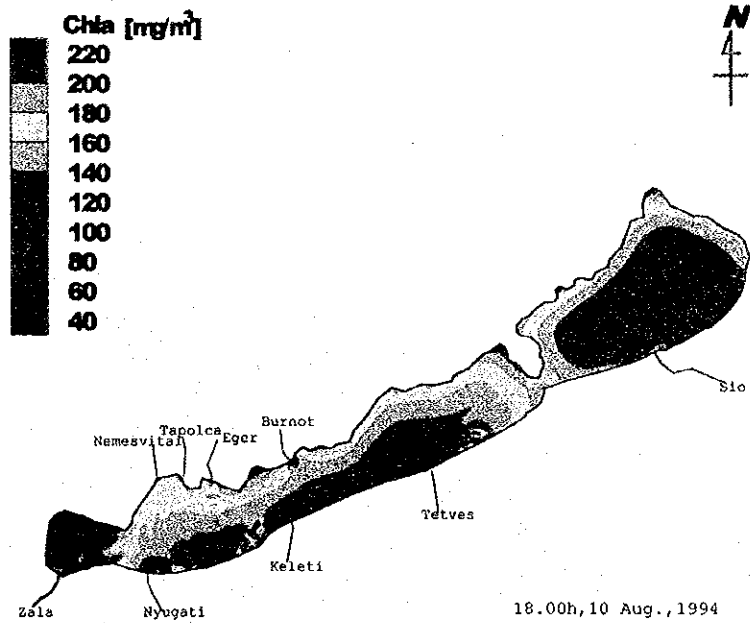 Chla [mg/m³]
220
200
180
160
140
120
100
80
60
40
N
Sio
Burnot
Tapolca
Eger
Nemesvital
Tetves
Keleti
Zala
Nyugati
18.00h,10 Aug.,1994